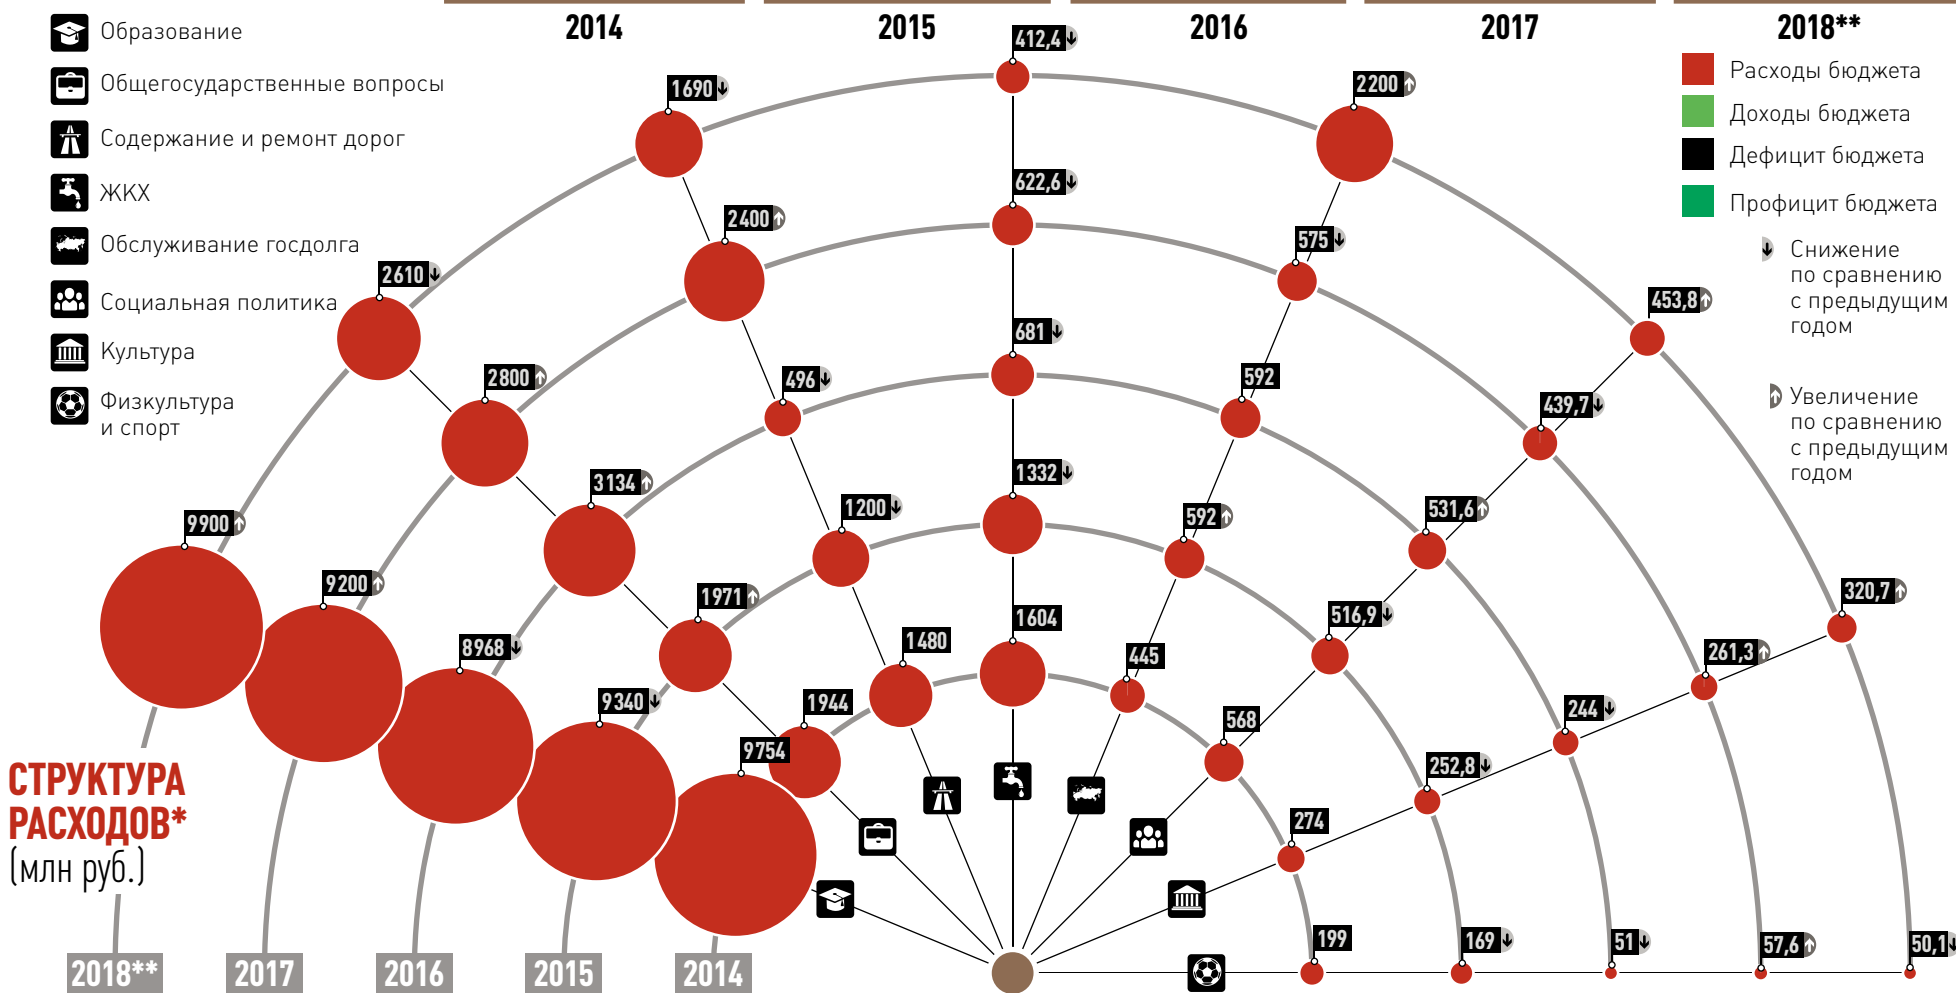 2014
2015
2016
2017
2018**
Образование
Общегосударственные вопросы
Содержание и ремонт дорог
ЖКХ
Обслуживание госдолга
Социальная политика
Культура
Физкультура
и спорт
Расходы бюджета
Доходы бюджета
Дефицит бюджета
Профицит бюджета
Снижение
по сравнению
с предыдущим
годом
Увеличение
по сравнению
с предыдущим
годом
412,4
1690
2200
622,6
2400
575
2610
453,8
681
2800
496
592
439,7
1332
3134
1200
592
531,6
9900
9200
1971
1604
516,9
320,7
8968
1480
445
261,3
9340
1944
568
244
9754
252,8
274
СТРУКТУРА
РАСХОДОВ*
(млн руб.)
199
169
51
57,6
50,1
2018**
2017
2016
2015
2014